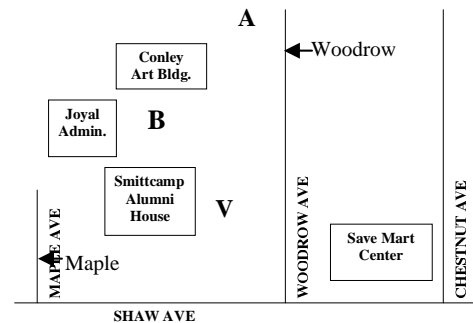 A
Conley
Art Bldg.
Woodrow
Joyal
Admin.
B
Smittcamp
Alumni
House
V
MAPLE AVE
Maple
WOODROW AVE
Save Mart
Center
CHESTNUT AVE
SHAW AVE